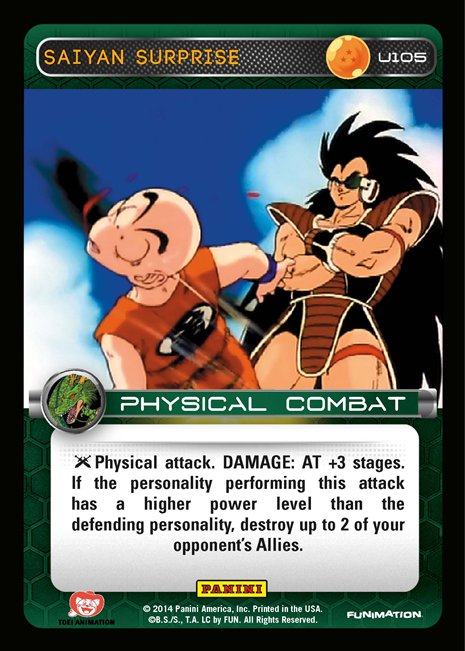 SAIYAN SURPRISE
U105
PHYSICAL COMBAT
Physical attack. DAMAGE: AT +3 stages.
If the personality performing this attack
has a higher power level than the
defending personality, destroy up to 2 of your
opponent's Allies.
PANINI
TOEI ANIMATION
© 2014 Panini America, Inc. Printed in the USA.
©B.S./S., T.A. LC by FUN. All Rights Reserved.
FUNIMATION